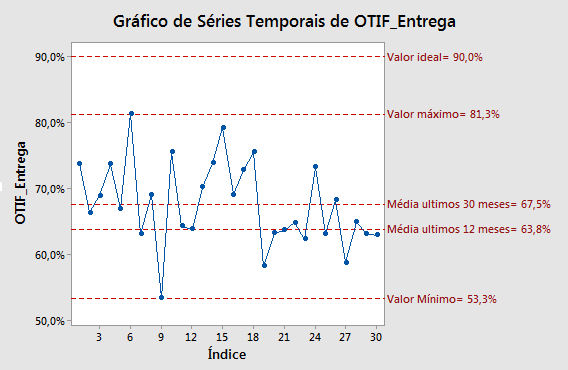 Gráfico de Séries Temporais de OTIF_Entrega
90,0%
80,0%
70,0%
60,0%
50,0%
OTIF_Entrega
Valor ideal= 90,0%
Valor máximo= 81,3%
Média ultimos 30 meses= 67,5%
Média ultimos 12 meses= 63,8%
Valor Mínimo= 53,3%
3 6 9 12 15 18 21 24 27 30
Índice